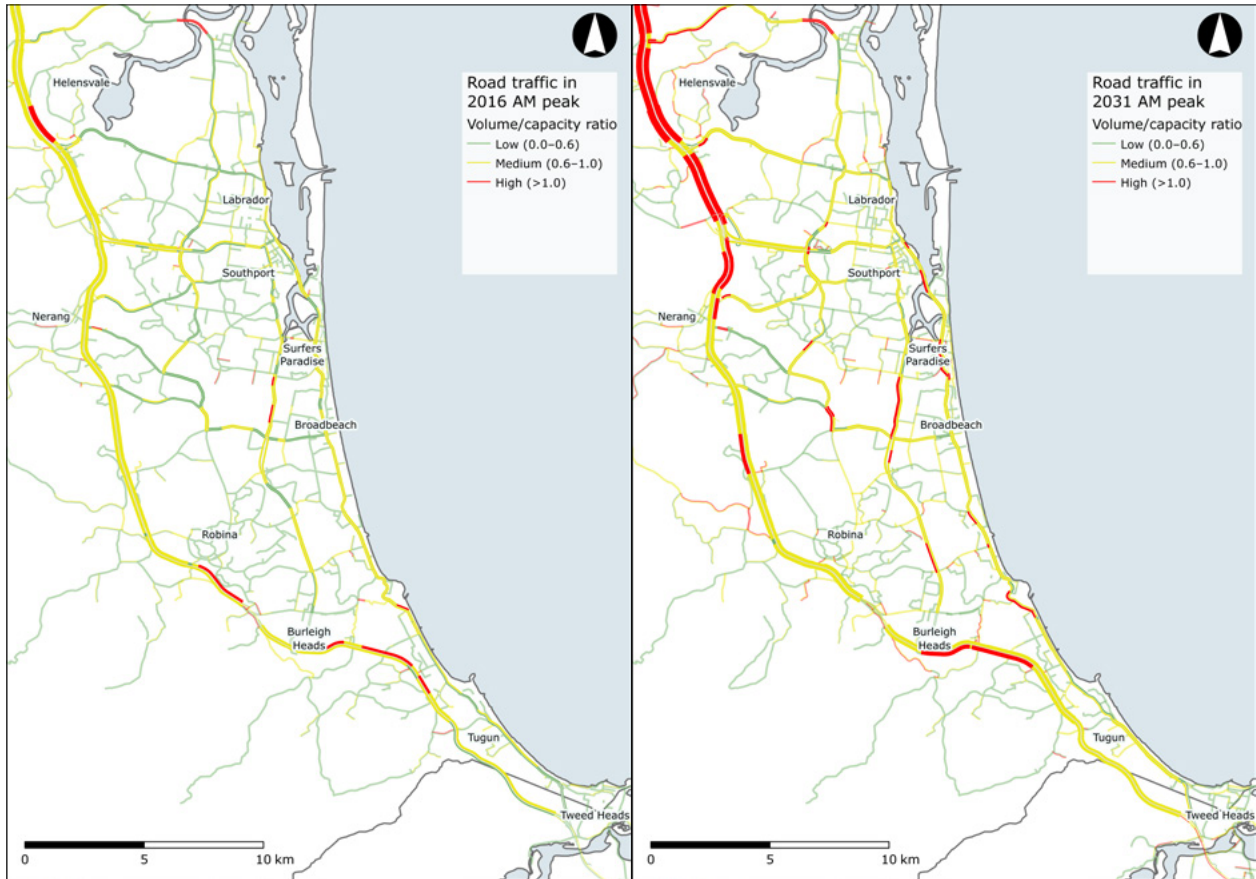 Helensvale
Road traffic in
2016 AM peak
Volume/capacity ratio
Low (0.0–0.6)
Medium (0.6–1.0)
High (>1.0)
Labrador
Southport
Nerang
Surfers
Paradise
Broadbeach
Robina
Burleigh
Heads
Tugun
Tweed Heads
0 5 10 km
Helensvale
Road traffic in
2031 AM peak
Volume/capacity ratio
Low (0.0–0.6)
Medium (0.6–1.0)
High (>1.0)
Labrador
Southport
Nerang
Surfers
Paradise
Broadbeach
Robina
Burleigh
Heads
Tugun
Tweed Heads
0 5 10 km